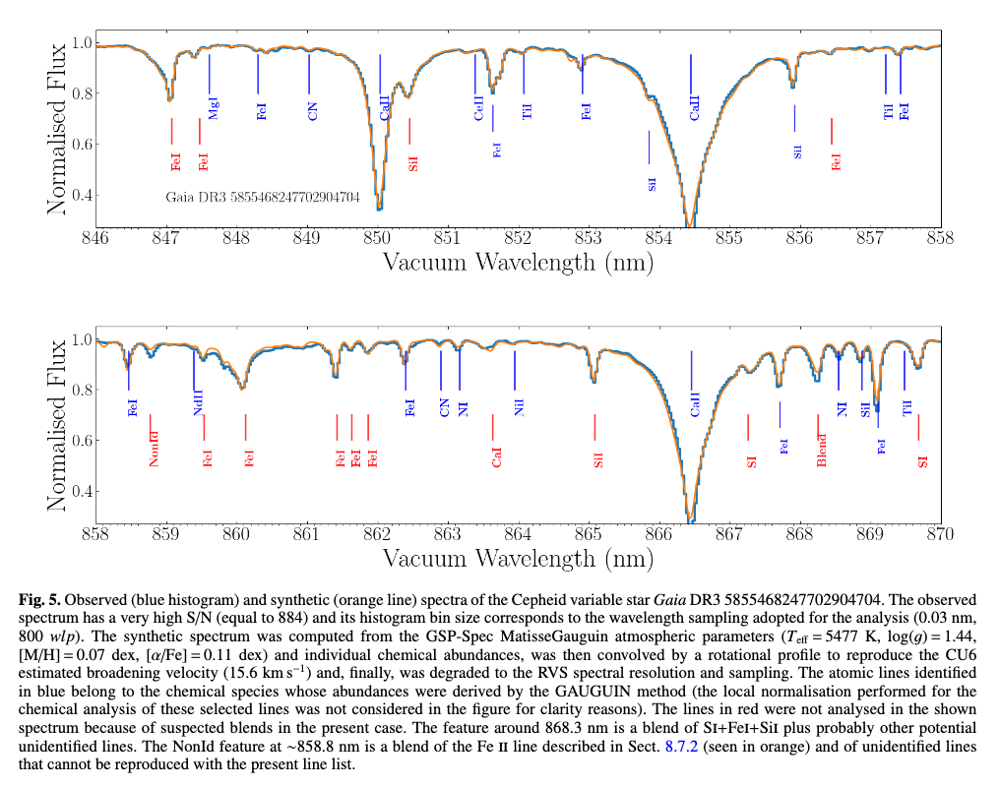 Normalised Flux
1.0
0.8
0.6
0.4
MgI
FeI
CN
CaII
CeII
TiI
FeI
CaII
TiI
FeI
FeI
SiI
SiI
FeI
FeI
SiI
FeI
Gaia DR3 5855468247702904704
846 847 848 849 850 851 852 853 854 855 856 857 858
Vacuum Wavelength (nm)
Normalised Flux
1.0
0.8
0.6
0.4
FeI
NdII
FeI
CN
NI
NiI
CaII
NI
SiI
TiI
FeI
FeI
NonId
FeI
FeI
FeI
FeI
FeI
CaI
SiI
SI
Blend
SI
858 859 860 861 862 863 864 865 866 867 868 869 870
Vacuum Wavelength (nm)
Fig. 5. Observed (blue histogram) and synthetic (orange line) spectra of the Cepheid variable star Gaia DR3 5855468247702904704. The observed
spectrum has a very high S/N (equal to 884) and its histogram bin size corresponds to the wavelength sampling adopted for the analysis (0.03 nm,
800 wlp). The synthetic spectrum was computed from the GSP-Spec MatisseGauguin atmospheric parameters (Teff = 5477 K, log(g) = 1.44,
[M/H] = 0.07 dex, [α/Fe] = 0.11 dex) and individual chemical abundances, was then convolved by a rotational profile to reproduce the CU6
estimated broadening velocity (15.6 km s−1) and, finally, was degraded to the RVS spectral resolution and sampling. The atomic lines identified
in blue belong to the chemical species whose abundances were derived by the GAUGUIN method (the local normalisation performed for the
chemical analysis of these selected lines was not considered in the figure for clarity reasons). The lines in red were not analysed in the shown
spectrum because of suspected blends in the present case. The feature around 868.3 nm is a blend of SI+FeI+SiI plus probably other potential
unidentified lines. The NonId feature at ~858.8 nm is a blend of the Fe II line described in Sect. 8.7.2 (seen in orange) and of unidentified lines
that cannot be reproduced with the present line list.